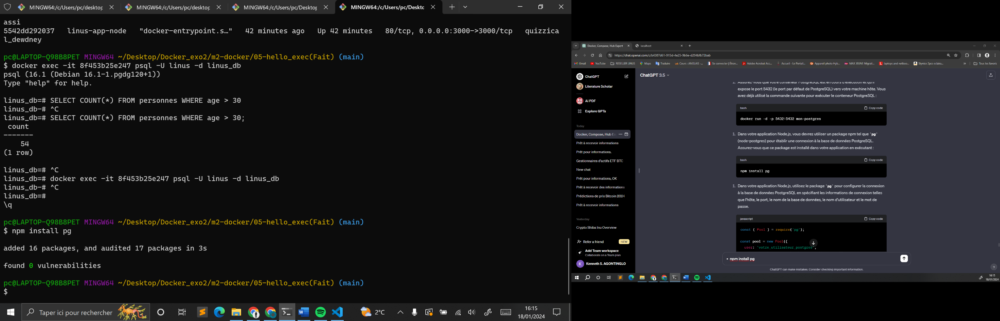 MINGW64:/c/Users/pc/desktop
MINGW64:/c/Users/pc/desktop
MINGW64:/c/Users/pc/Desktop
MINGW64:/c/Users/pc/Deskto
assi
5542dd292037 linus-app-node "docker-entrypoint.s…" 42 minutes ago Up 42 minutes 80/tcp, 0.0.0.0:3000->3000/tcp quizzica
l_dewdney
pc@LAPTOP-Q98B8PET MINGW64 ~/Desktop/Docker_exo2/m2-docker/05-hello_exec(Fait) (main)
$ docker exec -it 8f453b25e247 psql -U linus -d linus_db
psql (16.1 (Debian 16.1-1.pgdg120+1))
Type "help" for help.
linus_db=# SELECT COUNT(*) FROM personnes WHERE age > 30
linus_db-# ^C
linus_db=# SELECT COUNT(*) FROM personnes WHERE age > 30;
count
-------
54
(1 row)
linus_db=# ^C
linus_db=# docker exec -it 8f453b25e247 psql -U linus -d linus_db
linus_db-# ^C
linus_db=#
\q
pc@LAPTOP-Q98B8PET MINGW64 ~/Desktop/Docker_exo2/m2-docker/05-hello_exec(Fait) (main)
$ npm install pg
added 16 packages, and audited 17 packages in 3s
found 0 vulnerabilities
pc@LAPTOP-Q98B8PET MINGW64 ~/Desktop/Docker_exo2/m2-docker/05-hello_exec(Fait) (main)
$
Taper ici pour rechercher
2°C
16:15
18/01/2024
Docker, Compose, Hub Expert
localhost
https://chat.openai.com/c/b4387d61-915d-4e25-9b6e-d294bfb72bab
Gmail
YouTube
RESELLER LINUS
Maps
Traduire
Cours : ANGLAIS -...
Se connecter | Étran...
Adobe Acrobat Acc...
Accueil - Le Portail...
Appareil photo Hyb...
MAX JEUNE Migrati...
laptops and netboo...
Stynice 2pcs eclaira...
Tous les favoris
ChatGPT
Literature Scholar
Ai PDF
Explore GPTs
Today
Docker, Compose, Hub Ex
Prêt à recevoir informations
Prêt pour informations.
Gestionnaires d'actifs ETF BTC
New chat
Prêt pour informations, OK
Prêt à recevoir des informations
Prédictions de prix Bitcoin 2024
Prêt à recevoir informations
Yesterday
Crypto Shiba Inu Overview
Refer a friend
NEW
Add Team workspace
Collaborate on a Team plan
K
Kenneth S. AGONTINGLO
ChatGPT 3.5
1. Assurez-vous que votre conteneur PostgreSQL est en cours d'exécution et qu'il
expose le port 5432 (le port par défaut de PostgreSQL) vers votre machine hôte. Vous
avez déjà utilisé la commande suivante pour exécuter le conteneur PostgreSQL :
bash
Copy code
docker run -d -p 5432:5432 mon-postgres
1. Dans votre application Node.js, vous devrez utiliser un package npm tel que `pg`
(node-postgres) pour établir une connexion à la base de données PostgreSQL.
Assurez-vous que ce package est installé dans votre application en exécutant :
bash
Copy code
npm install pg
1. Dans votre application Node.js, utilisez le package `pg` pour configurer la connexion
à la base de données PostgreSQL en spécifiant les informations de connexion telles
que l'hôte, le port, le nom de la base de données, le nom d'utilisateur et le mot de
passe.
javascript
Copy code
const { Pool } = require('pg');
const pool = new Pool({
user: 'votre_utilisateur_postgres',
• npm install pg
ChatGPT can make mistakes. Consider checking important information.
?
16:15
18/01/2024